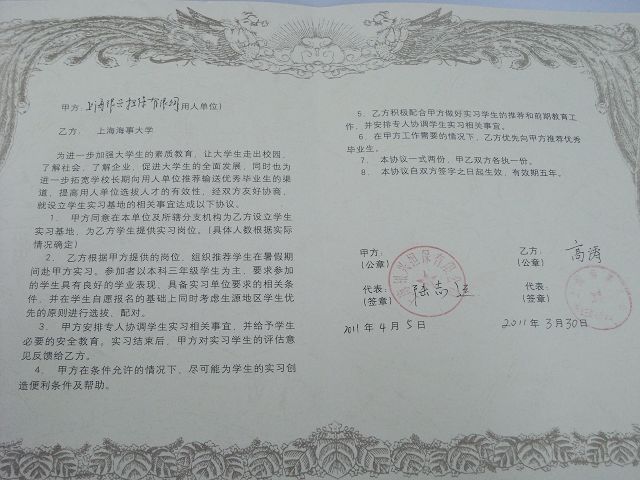 甲方：上海 有限公司（用人单位）
乙方： 上海海事大学
为进一步加强大学生的素质教育，让大学生走出校园，
了解社会，了解企业，促进大学生的全面发展，同时也为
进一步拓宽学校长期向用人单位推荐输送优秀毕业生的渠
道，提高用人单位选拔人才的有效性，经双方友好协商，
就设立学生实习基地的相关事宜达成以下协议。
1． 甲方同意在本单位及所辖分支机构为乙方设立学生
实习基地，为乙方学生提供实习岗位。（具体人数根据实际
情况确定）
2． 乙方根据甲方提供的岗位，组织推荐学生在暑假期
间赴甲方实习。参加者以本科三年级学生为主，要求参加
的学生具有良好的学业表现，具备实习单位要求的相关条
件，并在学生自愿报名的基础上同时考虑生源地区学生优
先的原则进行选拔、配对。
3． 甲方安排专人协调学生实习相关事宜，并给予学生
必要的安全教育。实习结束后，甲方对实习学生的评估意
见反馈给乙方。
4． 甲方在条件允许的情况下，尽可能为学生的实习创
造便利条件及帮助。
5．乙方积极配合甲方做好实习学生的推荐和前期教育工
作，并安排专人协调学生实习相关事宜。
6．在甲方工作需要的情况下，乙方优先向甲方推荐优秀
毕业生。
7． 本协议一式两份，甲乙双方各执一份。
8． 本协议自双方签字之日起生效，有效期五年。
甲方：
（公章）
代表：
（签章）
2011 年 4 月 5 日
乙方： 高涛
（公章）
代表：
（签章）
2011 年 3 月 30 日